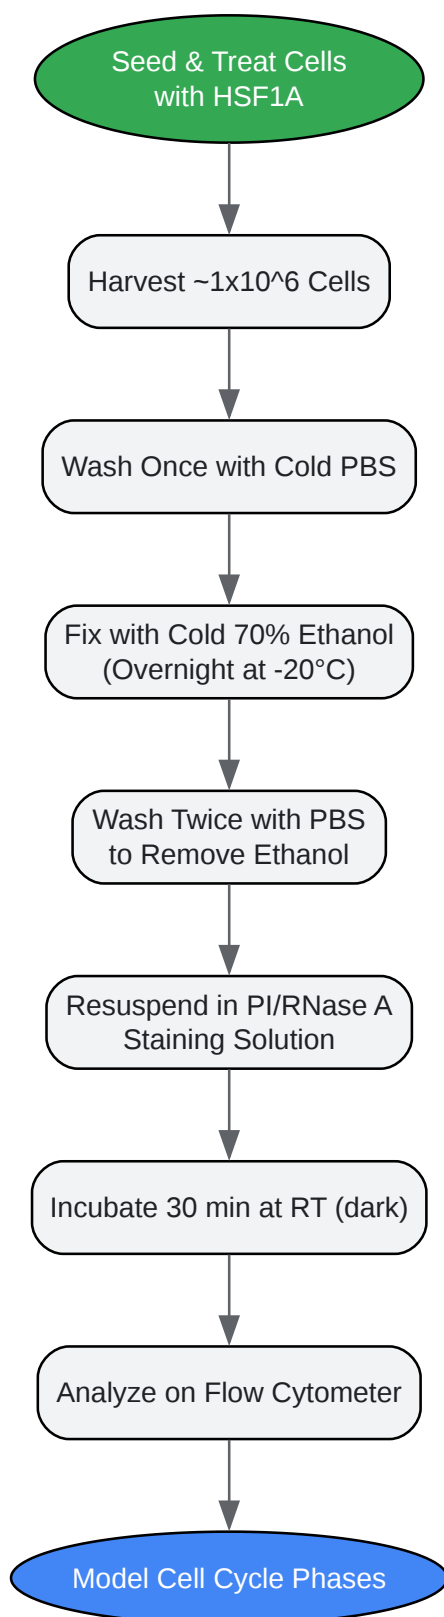 Seed & Treat Cells
with HSF1A
Harvest ~1x10^6 Cells
Wash Once with Cold PBS
Fix with Cold 70% Ethanol
(Overnight at -20°C)
Wash Twice with PBS
to Remove Ethanol
Resuspend in PI/RNase A
Staining Solution
Incubate 30 min at RT (dark)
Analyze on Flow Cytometer
Model Cell Cycle Phases